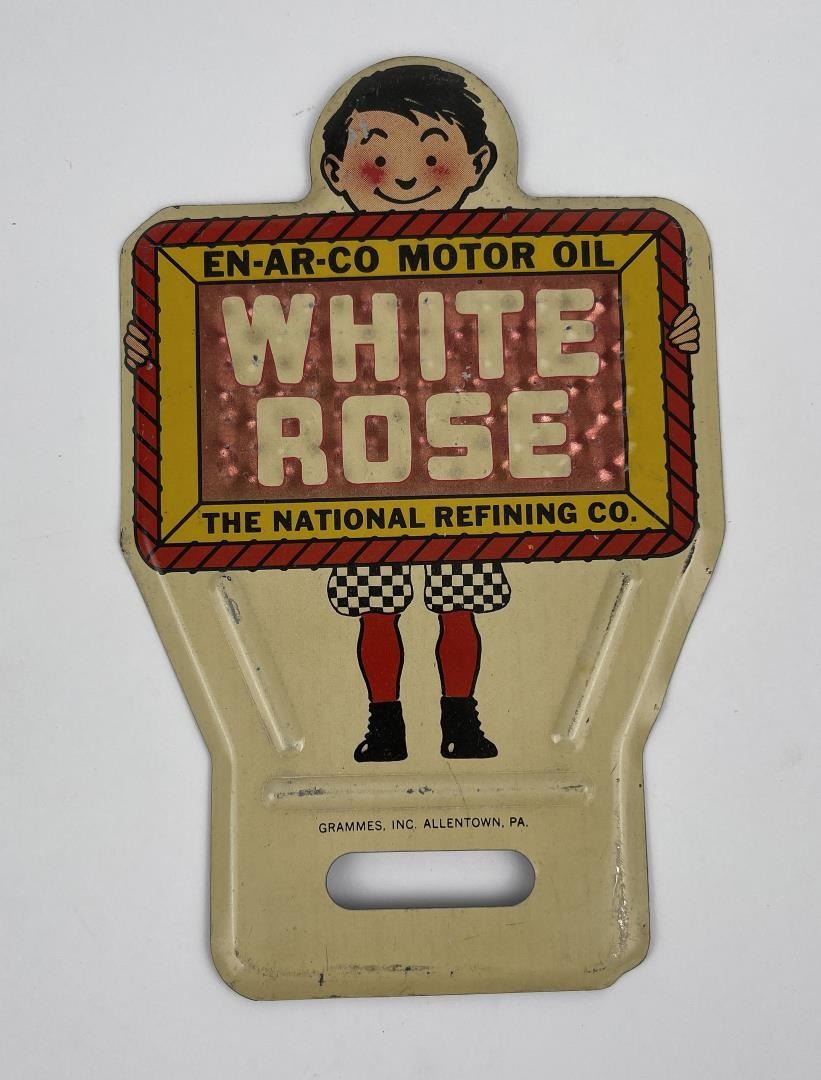 EN-AR-CO MOTOR OIL
WHITE
ROSE
THE NATIONAL REFINING CO.
GRAMMES, INC. ALLENTOWN, PA.